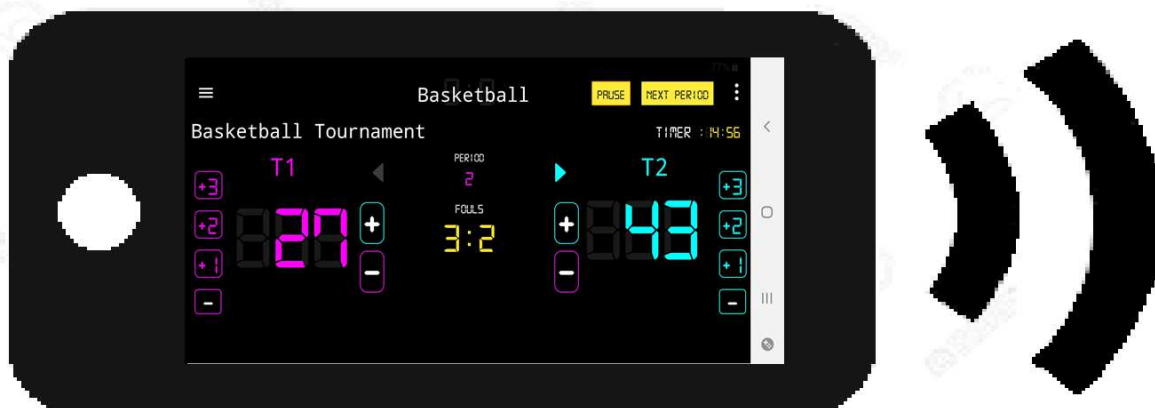 Basketball
PAUSE
NEXT PERIOD
Basketball Tournament
TIMER : 14:56
T1
PERIOD
2
T2
+3
+3
FOULS
+2
27
+
3:2
+
43
+2
+1
-
-
+1
-
-